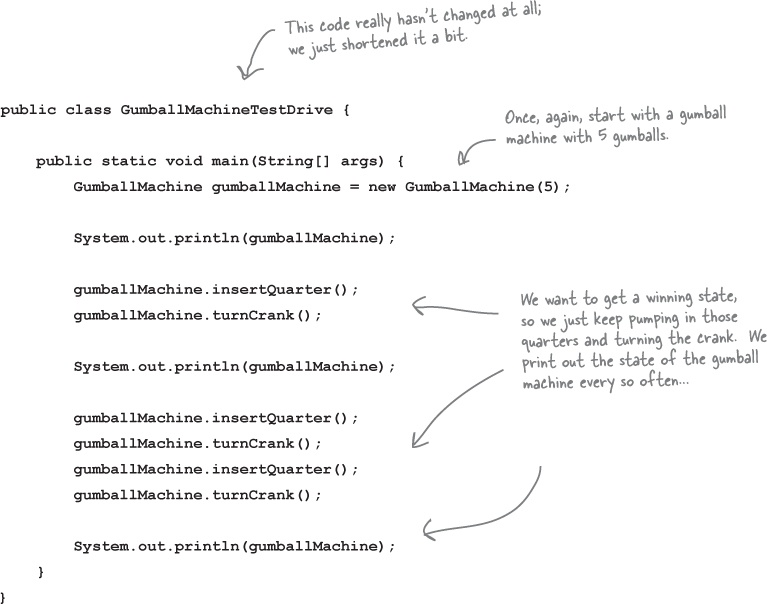 This code really hasn't changed at all;
we just shortened it a bit.
public class GumballMachineTestDrive {
Once, again, start with a gumball
machine with 5 gumballs.
public static void main(String[] args) {
GumballMachine gumballMachine = new GumballMachine(5);
System.out.println(gumballMachine);
gumballMachine.insertQuarter();
gumballMachine.turnCrank();
We want to get a winning state,
so we just keep pumping in those
quarters and turning the crank. We
print out the state of the gumball
machine every so often...
System.out.println(gumballMachine);
gumballMachine.insertQuarter();
gumballMachine.turnCrank();
gumballMachine.insertQuarter();
gumballMachine.turnCrank();
System.out.println(gumballMachine);
}
}